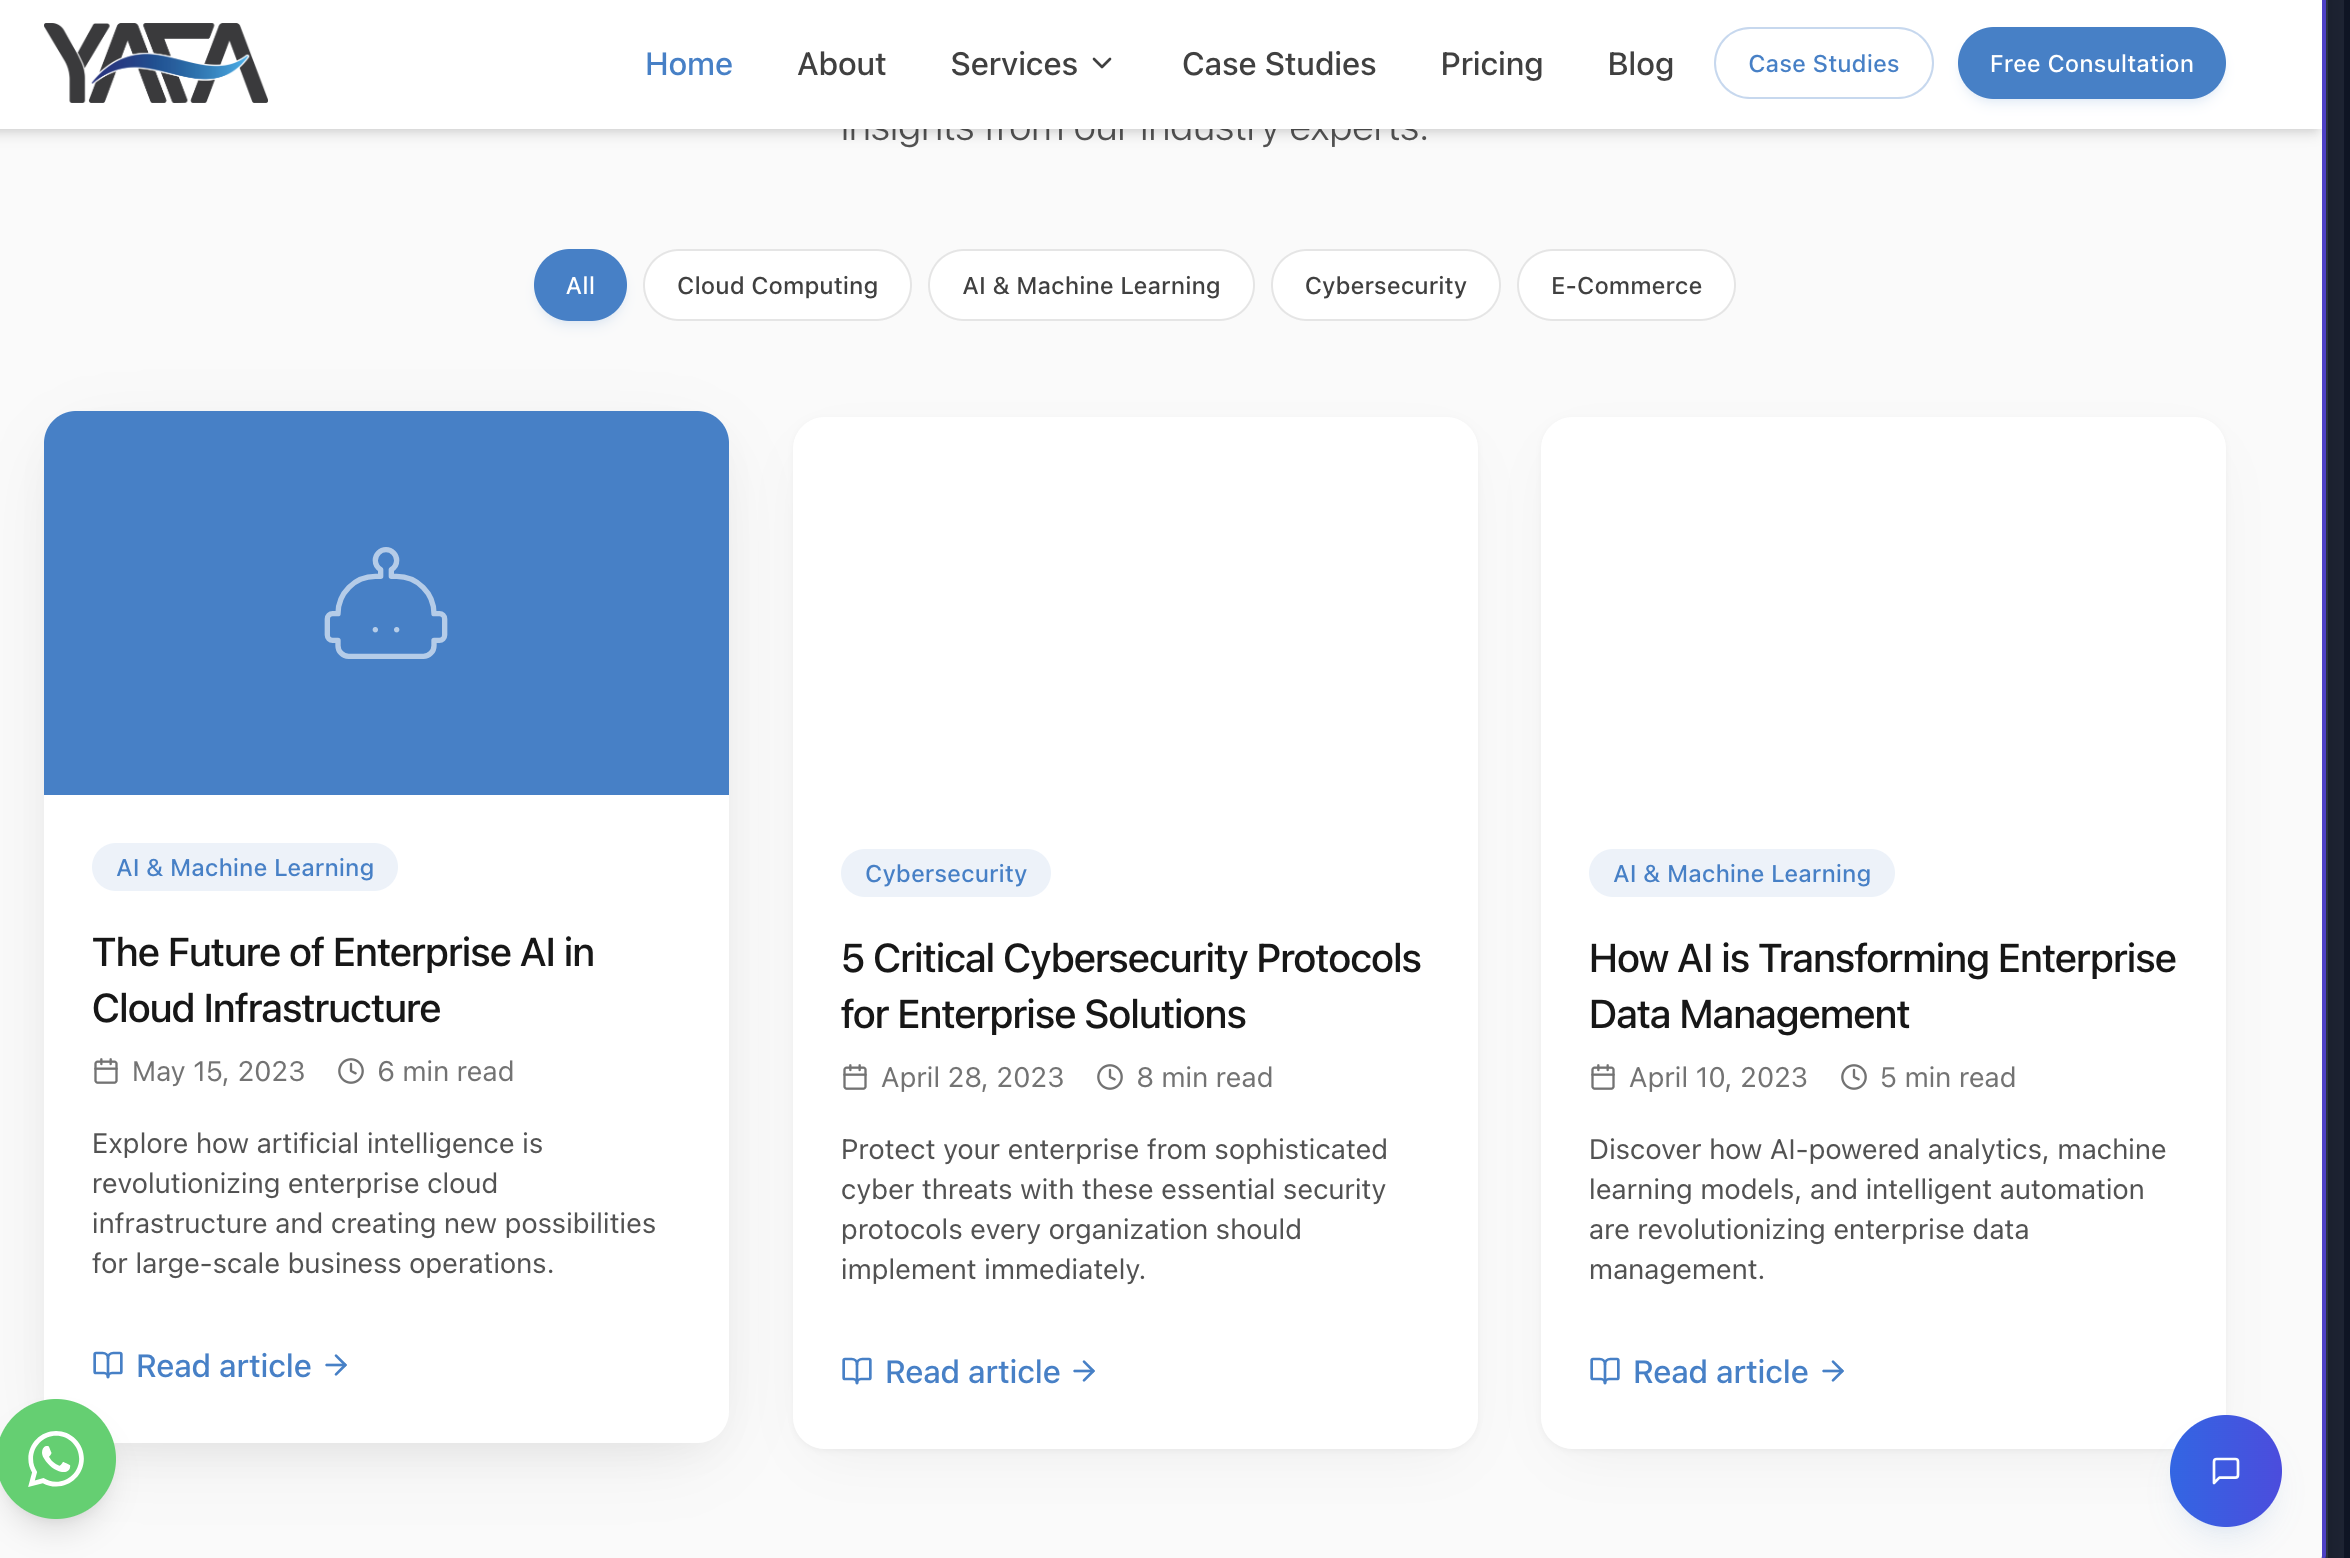 YAFA
Home About Services Case Studies Pricing Blog Case Studies Free Consultation
insights from our industry experts.
All Cloud Computing AI & Machine Learning Cybersecurity E-Commerce
AI & Machine Learning
The Future of Enterprise AI in
Cloud Infrastructure
May 15, 2023 6 min read
Explore how artificial intelligence is
revolutionizing enterprise cloud
infrastructure and creating new possibilities
for large-scale business operations.
Read article
Cybersecurity
5 Critical Cybersecurity Protocols
for Enterprise Solutions
April 28, 2023 8 min read
Protect your enterprise from sophisticated
cyber threats with these essential security
protocols every organization should
implement immediately.
Read article
AI & Machine Learning
How AI is Transforming Enterprise
Data Management
April 10, 2023 5 min read
Discover how AI-powered analytics, machine
learning models, and intelligent automation
are revolutionizing enterprise data
management.
Read article